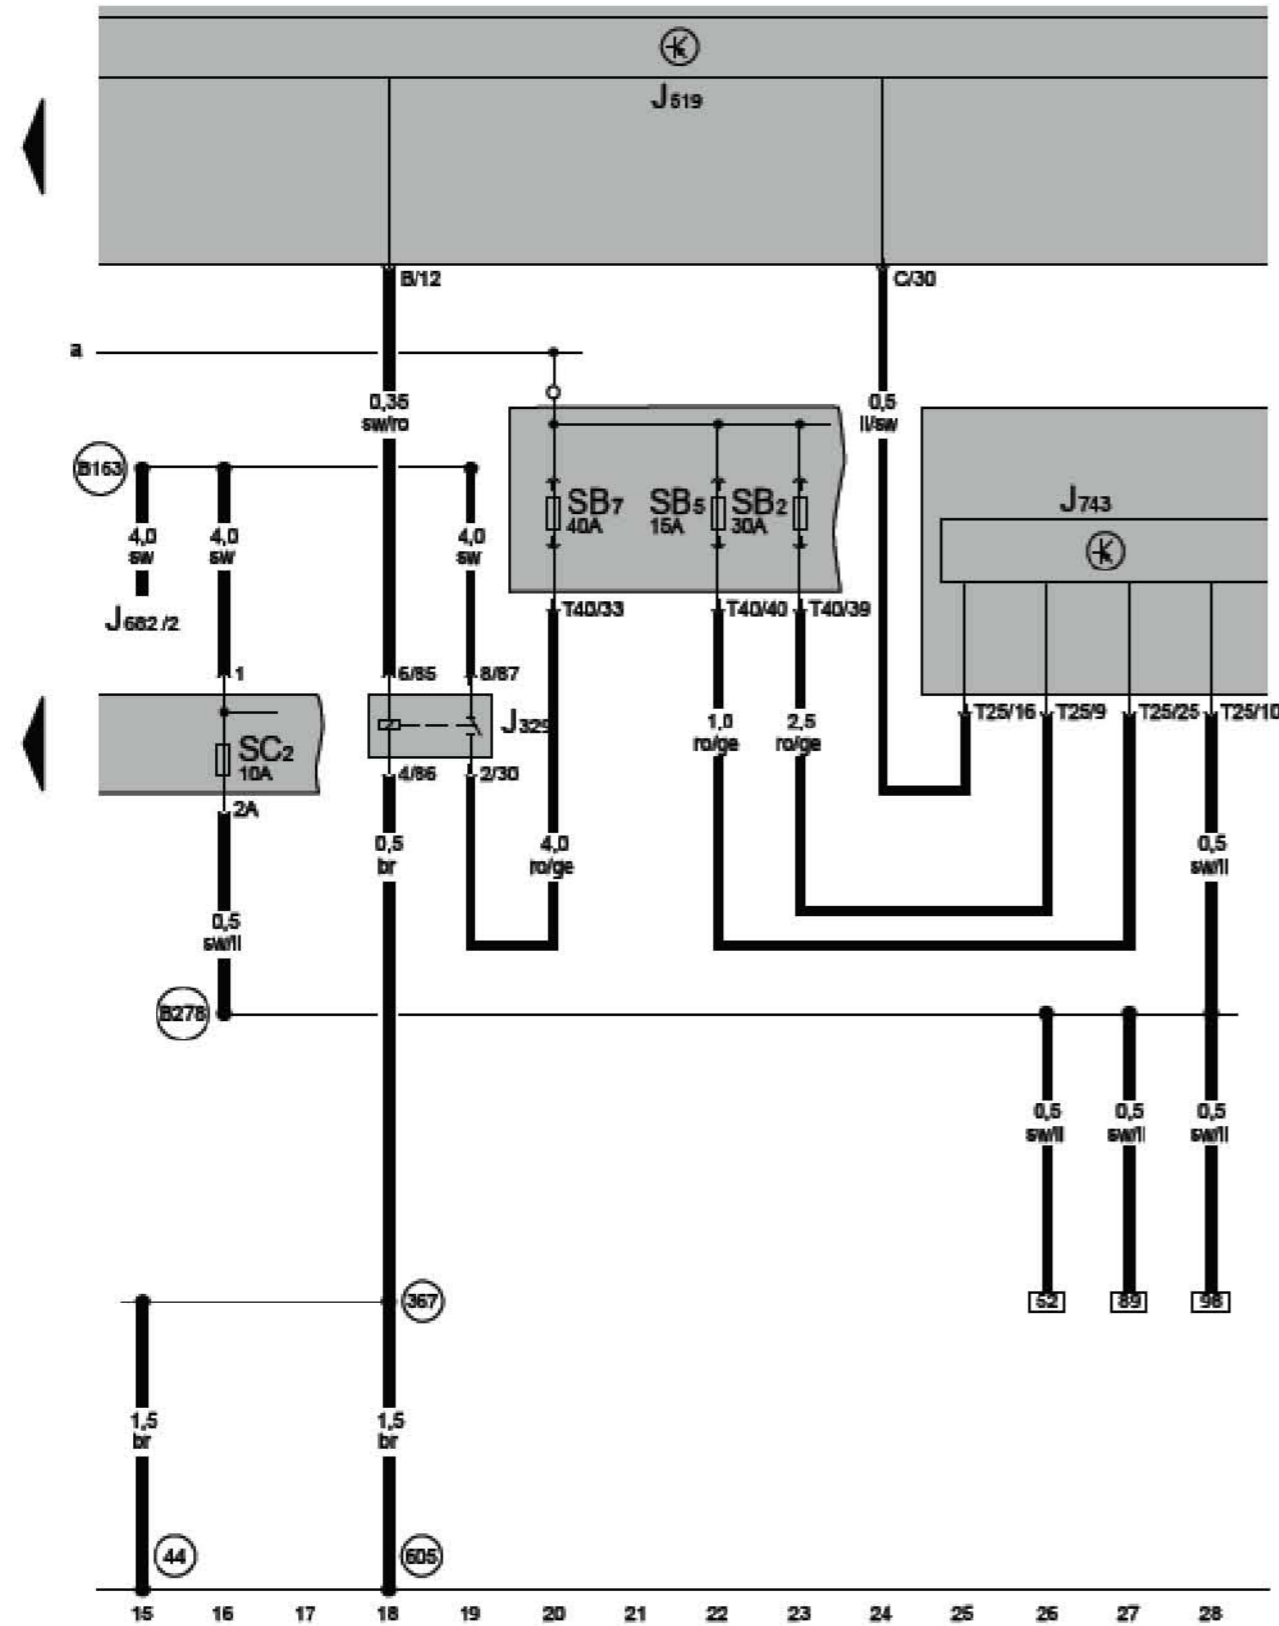 J519
B/12
C/30
a
0,35
sw/ro
0,5
li/sw
B163
4,0
sw
4,0
sw
4,0
sw
SB7
40A
SB5
15A
SB2
30A
J743
J682/2
T40/33
T40/40
T40/39
1
6/85
8/87
T25/16
T25/9
T25/25
T25/10
J329
1,0
ro/ge
2,5
ro/ge
SC2
10A
4/86
2/30
2A
0,5
br
4,0
ro/ge
0,5
sw/li
0,5
sw/li
B278
0,5
sw/li
0,5
sw/li
0,5
sw/li
367
52
89
98
1,5
br
1,5
br
44
605
15 16 17 18 19 20 21 22 23 24 25 26 27 28